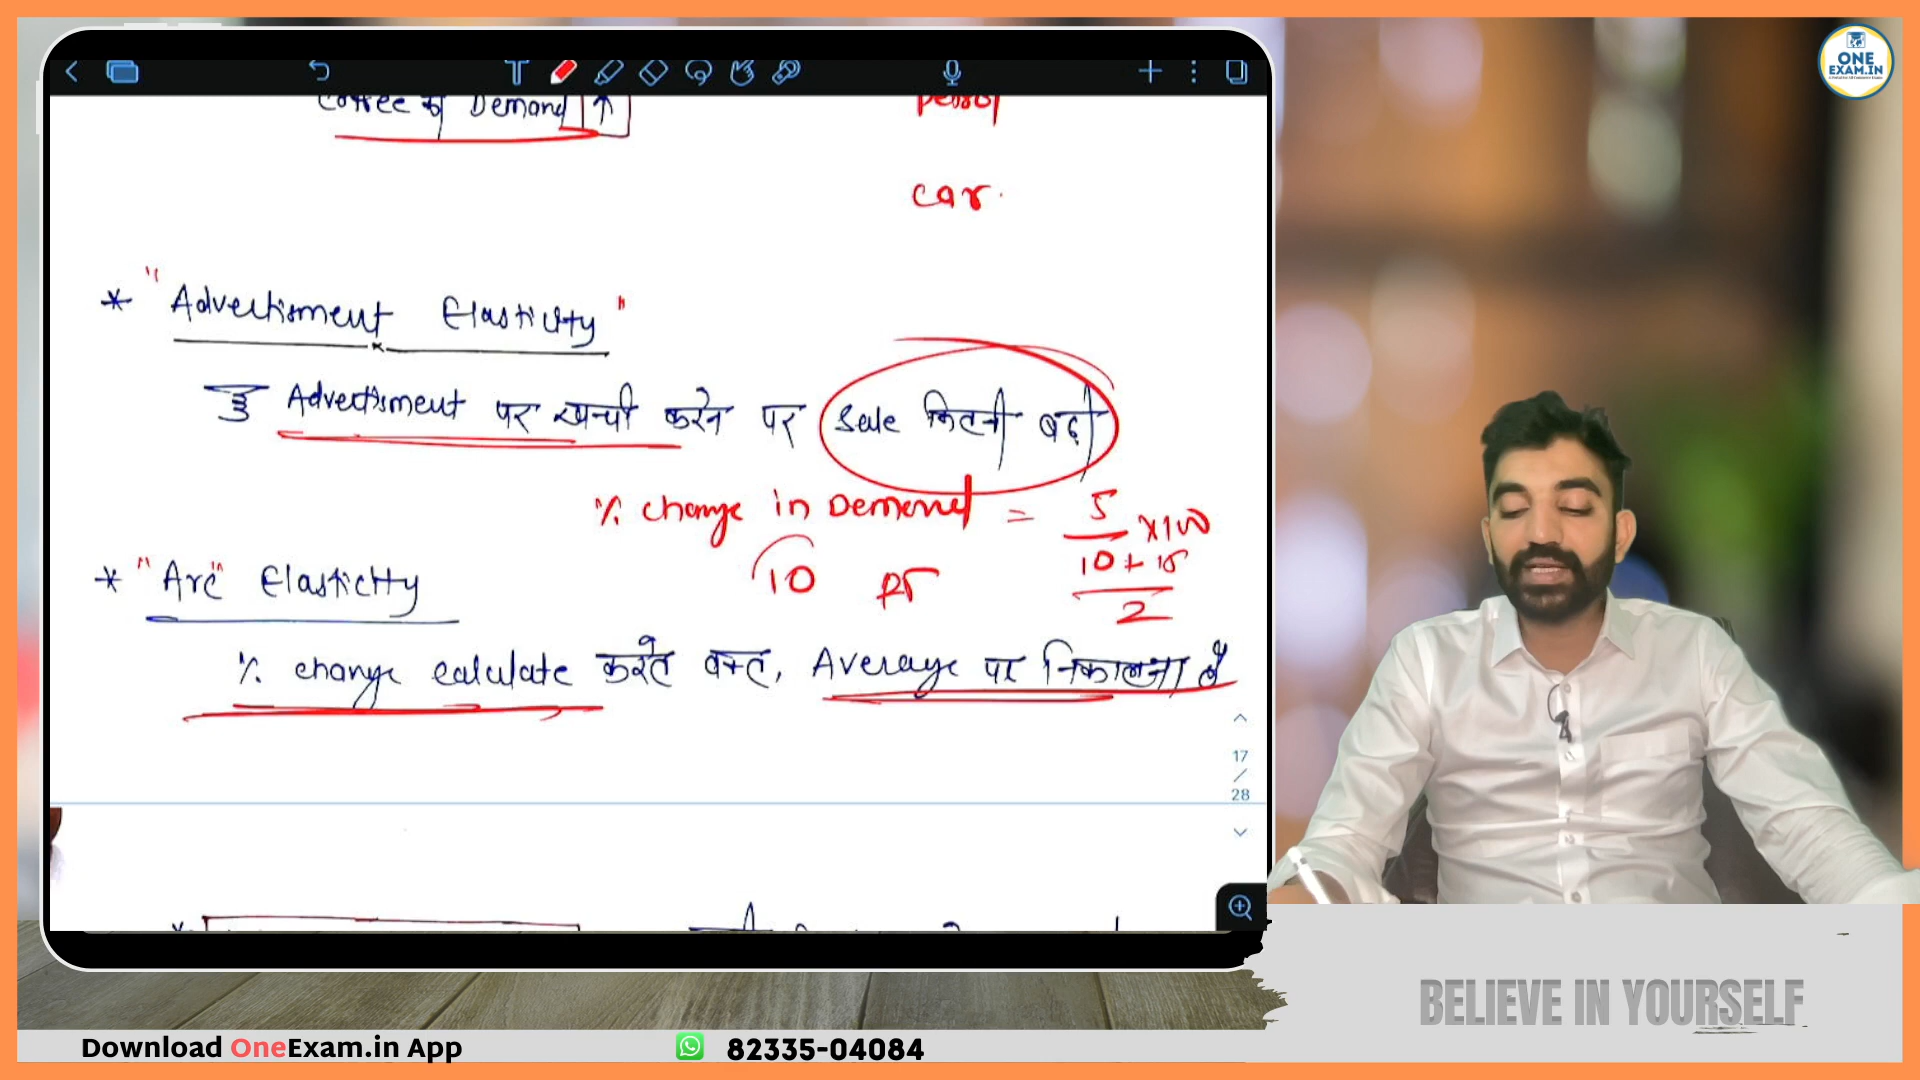 Coffee की Demand ↑
petrol
car.
* "Advertisment Elasticity"
Advertisment पर खर्चा करने पर Sale कितनी बढ़ी
% change in Demand = 5/((10+15)/2) ×100
10 15
* "Arc" Elasticity
% change calulate करते वक्त, Average पर निकालना है
17
/
28
ONE
EXAM.IN
BELIEVE IN YOURSELF
Download OneExam.in App
82335-04084